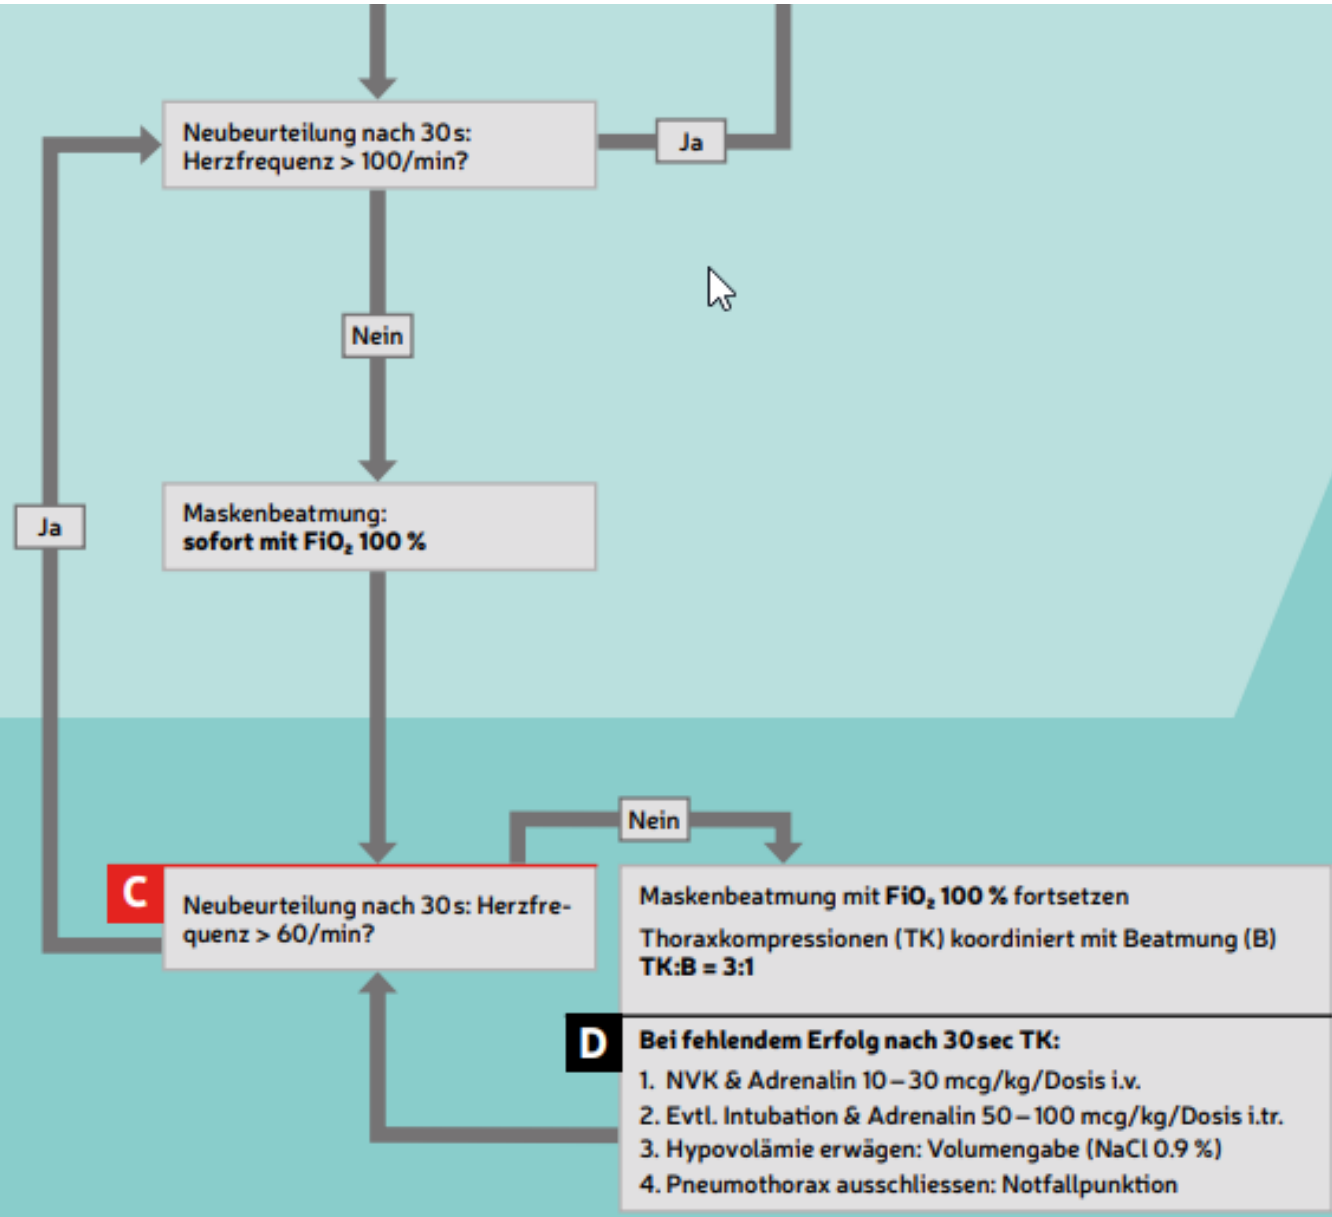 Neubeurteilung nach 30 s:
Herzfrequenz > 100/min?
Ja
Nein
Ja
Maskenbeatmung:
sofort mit FiO₂ 100 %
Nein
C
Neubeurteilung nach 30 s: Herzfre-
quenz > 60/min?
Maskenbeatmung mit FiO₂ 100 % fortsetzen
Thoraxkompressionen (TK) koordiniert mit Beatmung (B)
TK:B = 3:1
D
Bei fehlendem Erfolg nach 30 sec TK:
1. NVK & Adrenalin 10 – 30 mcg/kg/Dosis i.v.
2. Evtl. Intubation & Adrenalin 50 – 100 mcg/kg/Dosis i.tr.
3. Hypovolämie erwägen: Volumengabe (NaCl 0.9 %)
4. Pneumothorax ausschliessen: Notfallpunktion